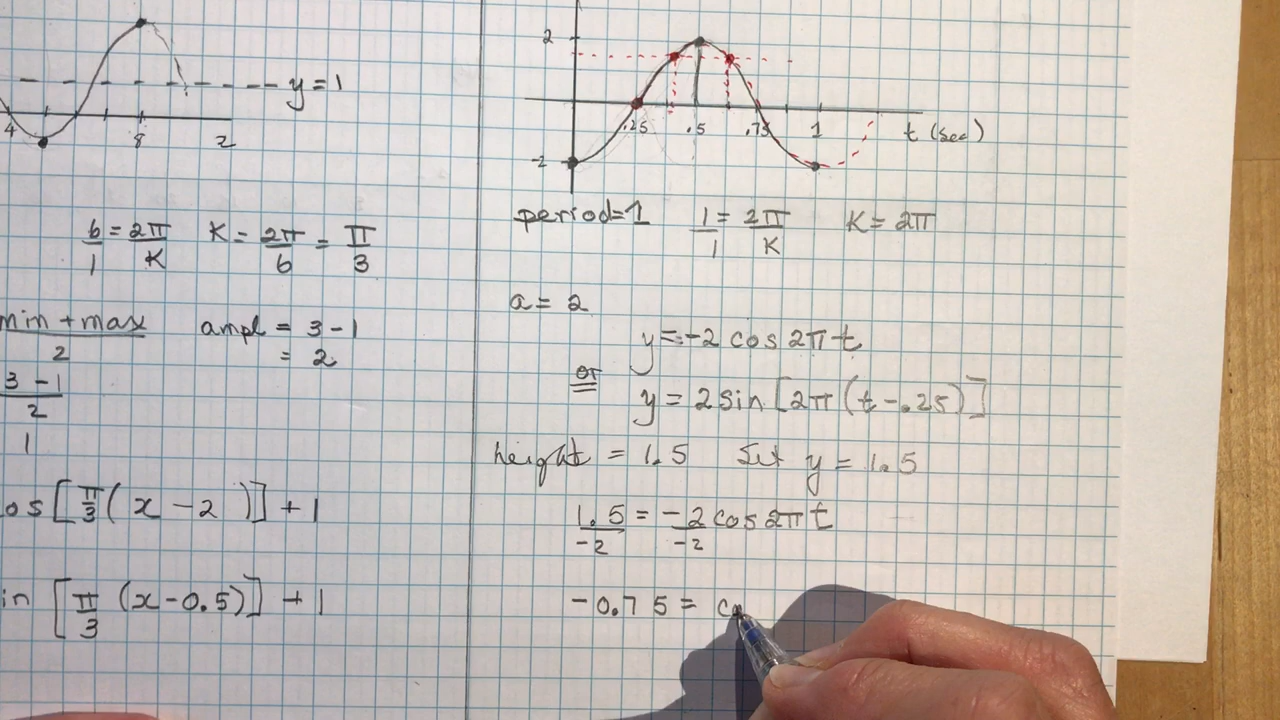 y = 1
4 8 2
6/1 = 2π/K K = 2π/6 = π/3
min + max / 2 ampl = 3 - 1
= 2
3 - 1 / 2
1
os [π/3 (x - 2 )] + 1
in [π/3 (x - 0.5)] + 1
2
-2
.25 .5 .75 1 t (sec)
period = 1 1/1 = 2π/K K = 2π
a = 2
y = -2 cos 2π t
or
y = 2 sin [2π (t - .25)]
height = 1.5 Set y = 1.5
1.5/-2 = -2/-2 cos 2π t
-0.75 = co